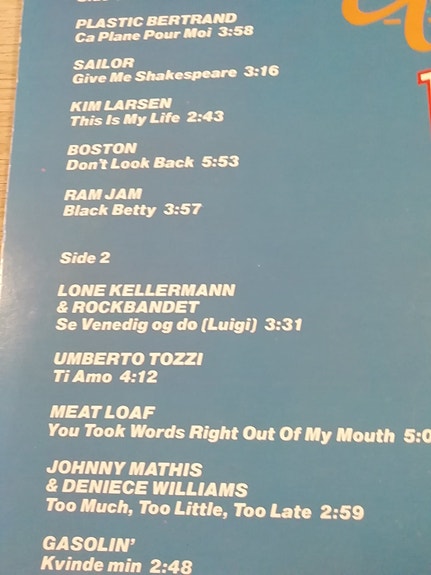 PLASTIC BERTRAND
Ca Plane Pour Moi 3:58
SAILOR
Give Me Shakespeare 3:16
KIM LARSEN
This Is My Life 2:43
BOSTON
Don't Look Back 5:53
RAM JAM
Black Betty 3:57
Side 2
LONE KELLERMANN
& ROCKBANDET
Se Venedig og do (Luigi) 3:31
UMBERTO TOZZI
Ti Amo 4:12
MEAT LOAF
You Took Words Right Out Of My Mouth
JOHNNY MATHIS
& DENIECE WILLIAMS
Too Much, Too Little, Too Late 2:59
GASOLIN'
Kvinde min 2:48